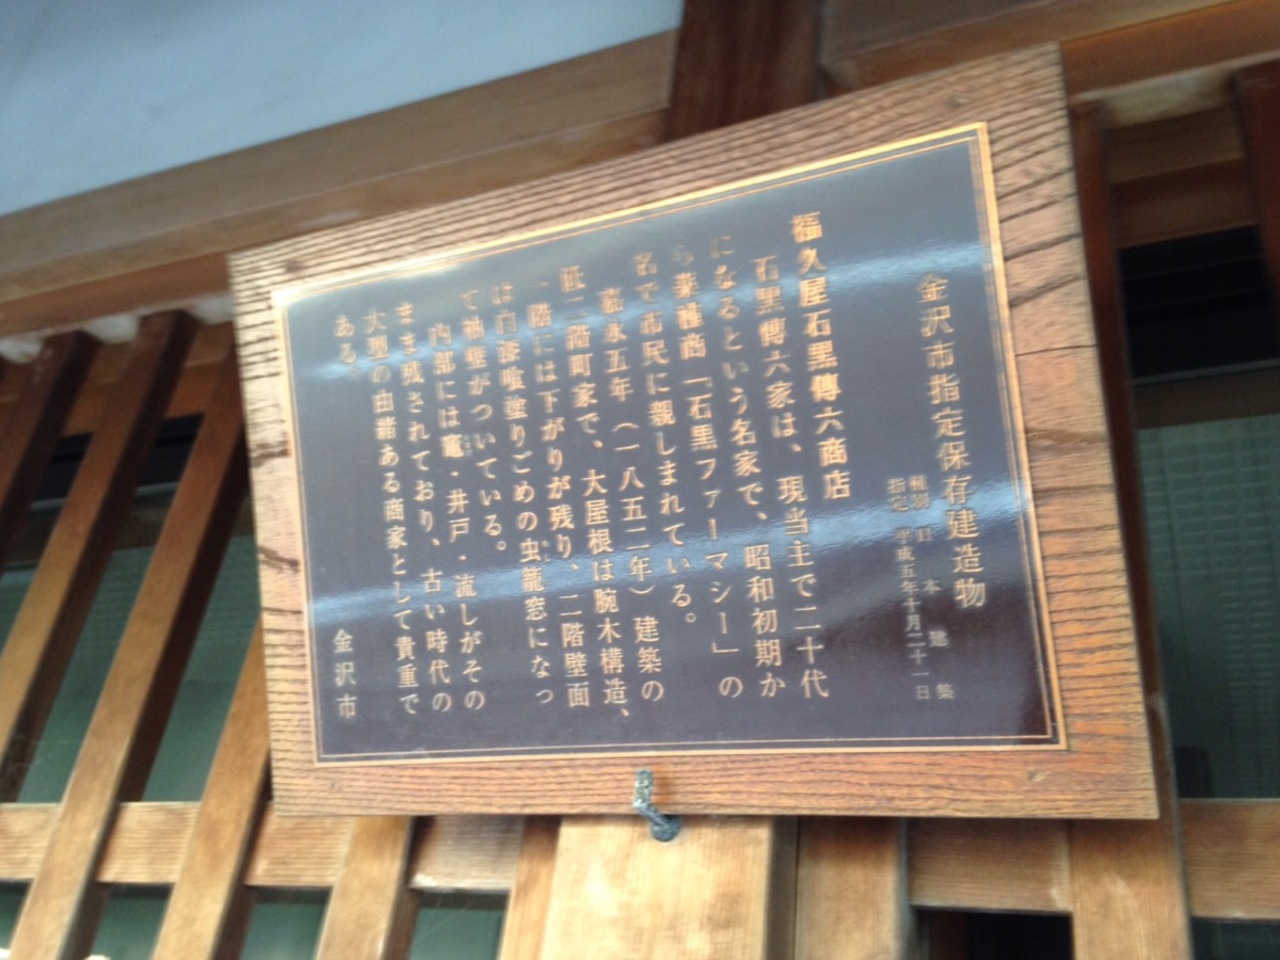 金沢市指定保存建造物
種別 日本建築
指定 平成五年十月二十一日
福久屋石黒傳六商店
石黒傳六家は、現当主で二十代
になるという名家で、昭和初期か
ら薬種商「石黒ファーマシー」の
名で市民に親しまれている。
嘉永五年（一八五二年）建築の
低二階町家で、大屋根は腕木構造、
一階には下がりが残り、二階壁面
は白漆喰塗りごめの虫籠窓になっ
て袖壁がついている。
内部には竃・井戸・流しがその
まま残されており、古い時代の
大型の由緒ある商家として貴重で
ある。
金沢市